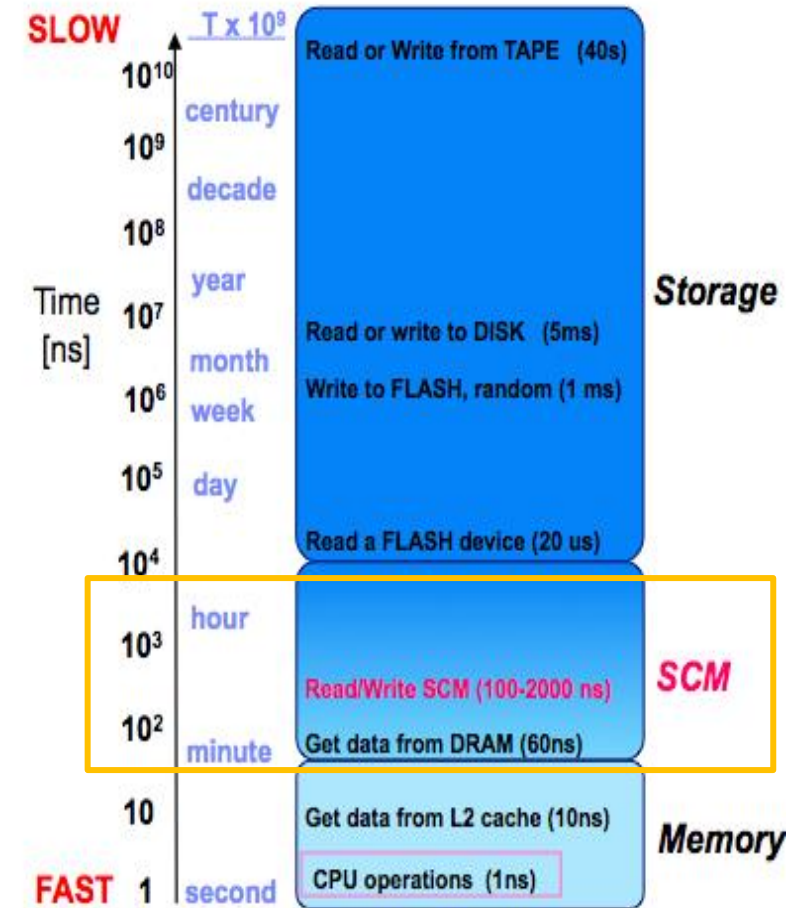 SLOW
T x 10⁹
Read or Write from TAPE (40s)
10¹⁰
century
10⁹
decade
10⁸
year
Storage
Time
[ns]
10⁷
Read or write to DISK (5ms)
month
10⁶
Write to FLASH, random (1 ms)
week
10⁵
day
Read a FLASH device (20 us)
10⁴
hour
10³
Read/Write SCM (100-2000 ns)
SCM
10²
Get data from DRAM (60ns)
minute
10
Get data from L2 cache (10ns)
Memory
CPU operations (1ns)
FAST
1
second